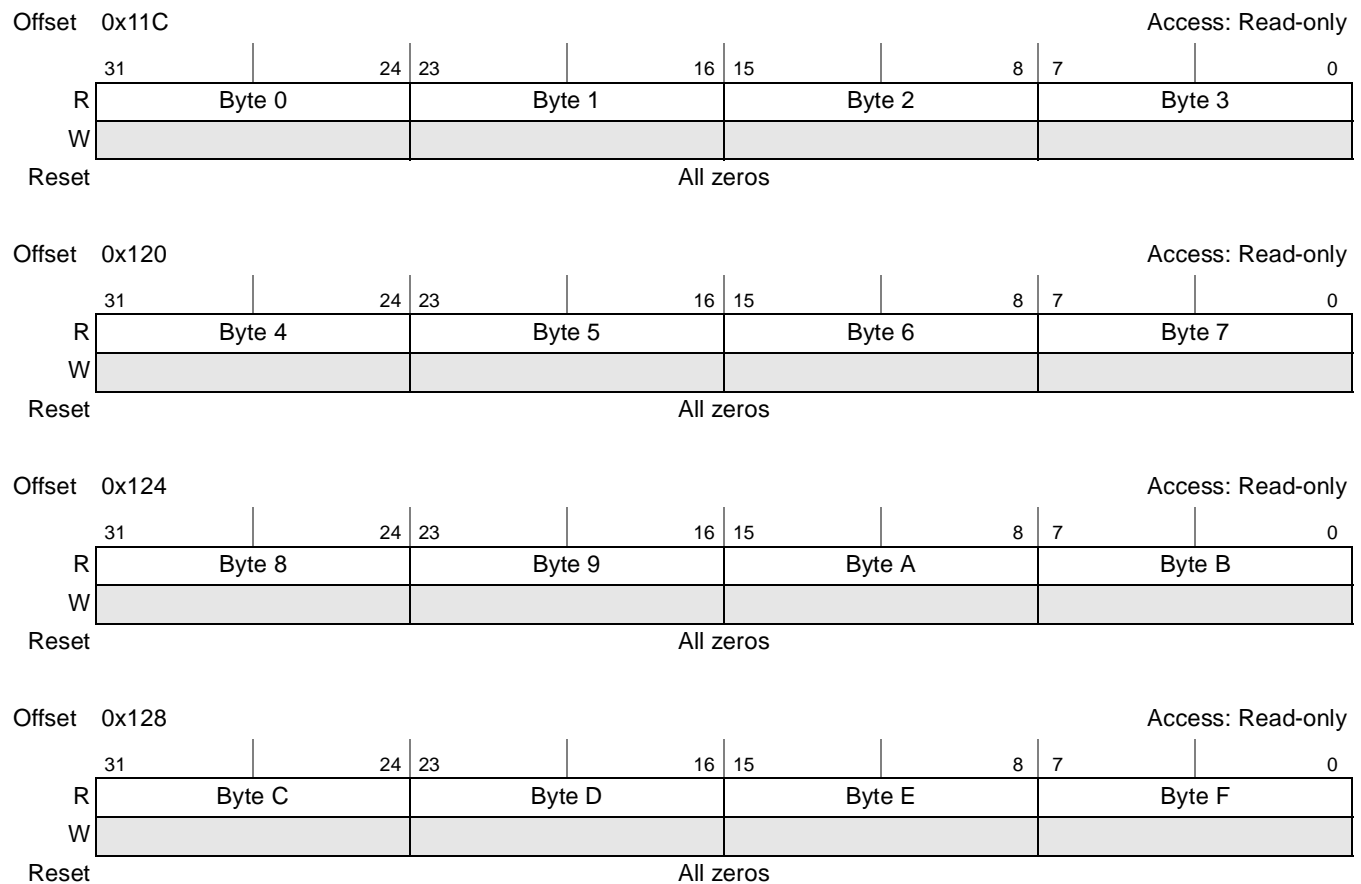 Offset 0x11C Access: Read-only
31 24 23 16 15 8 7 0
R Byte 0 Byte 1 Byte 2 Byte 3
W
Reset All zeros
Offset 0x120 Access: Read-only
31 24 23 16 15 8 7 0
R Byte 4 Byte 5 Byte 6 Byte 7
W
Reset All zeros
Offset 0x124 Access: Read-only
31 24 23 16 15 8 7 0
R Byte 8 Byte 9 Byte A Byte B
W
Reset All zeros
Offset 0x128 Access: Read-only
31 24 23 16 15 8 7 0
R Byte C Byte D Byte E Byte F
W
Reset All zeros